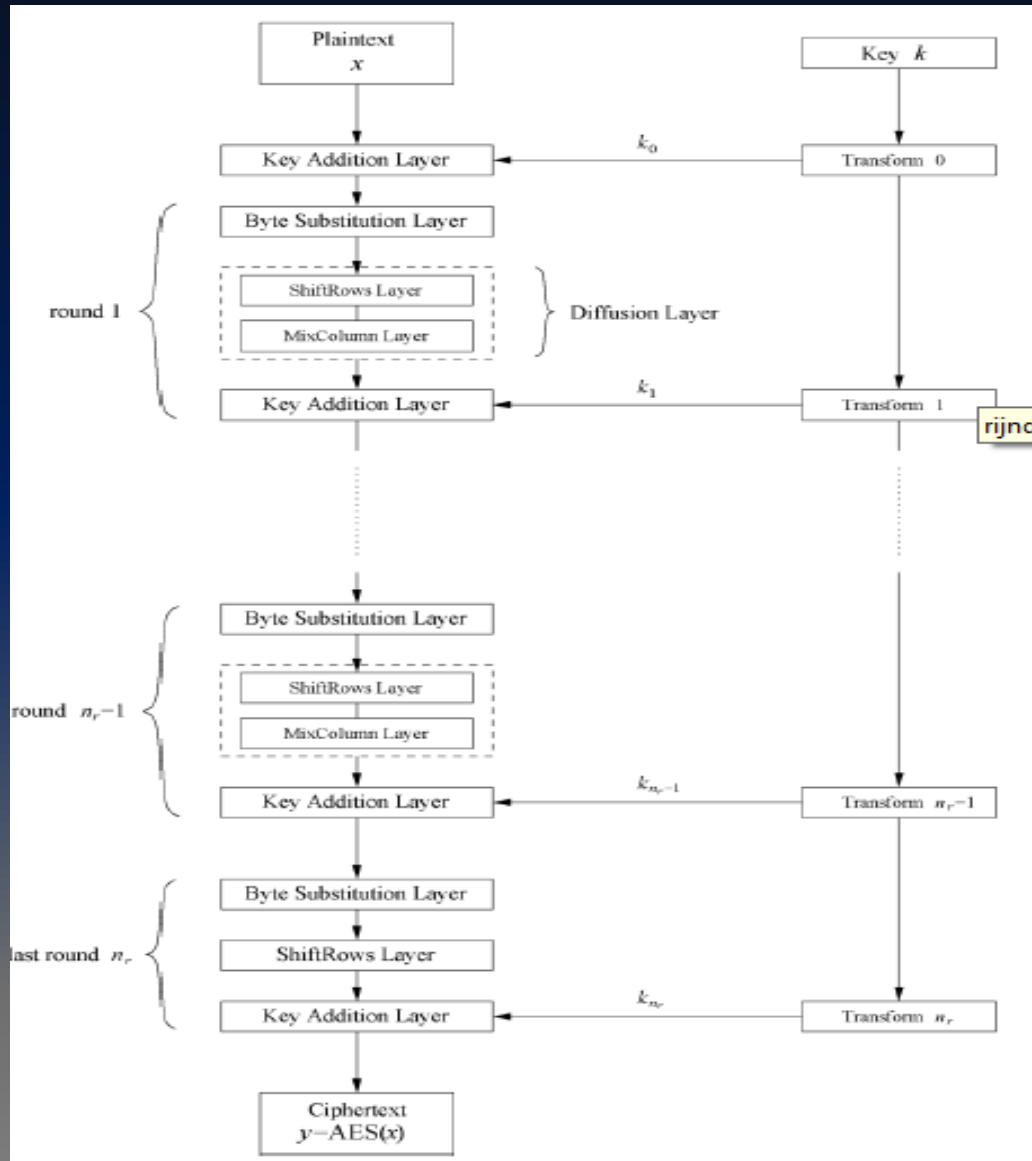 Plaintext
x
Key k
Key Addition Layer
k₀
Transform 0
Byte Substitution Layer
round 1
ShiftRows Layer
MixColumn Layer
Diffusion Layer
Key Addition Layer
k₁
Transform 1
rijn
Byte Substitution Layer
round nᵣ−1
ShiftRows Layer
MixColumn Layer
Key Addition Layer
kₙᵣ₋₁
Transform nᵣ−1
Byte Substitution Layer
last round nᵣ
ShiftRows Layer
Key Addition Layer
kₙᵣ
Transform nᵣ
Ciphertext
y−AES(x)